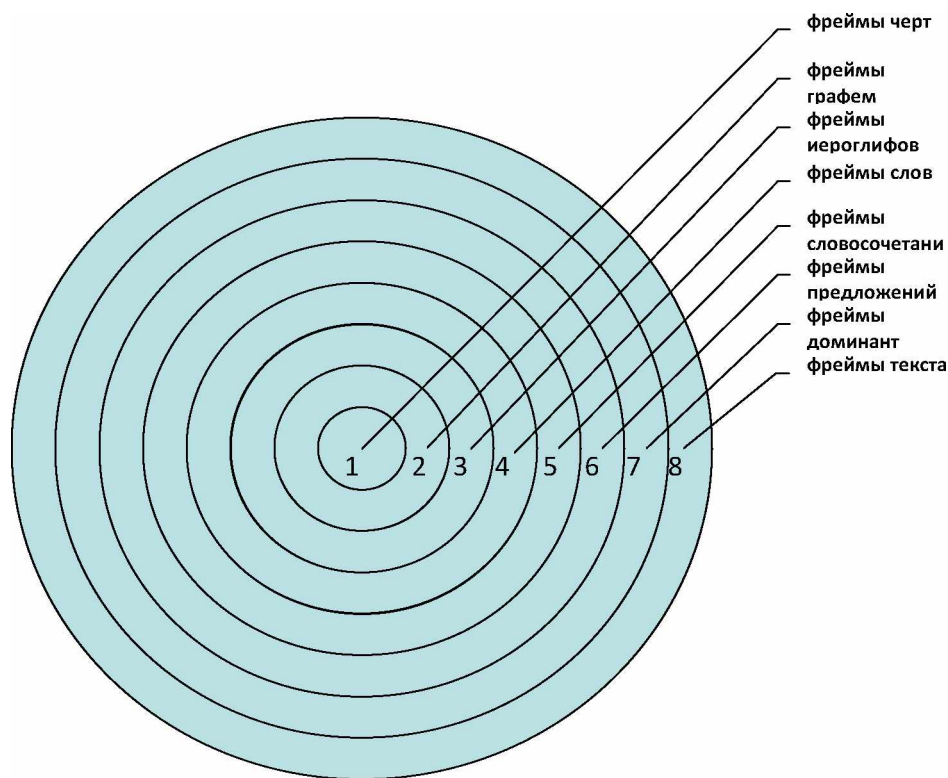 фреймы черт
фреймы
графем
фреймы
иероглифов
фреймы слов
фреймы
словосочетани
фреймы
предложений
фреймы
доминант
фреймы текста
1 2 3 4 5 6 7 8